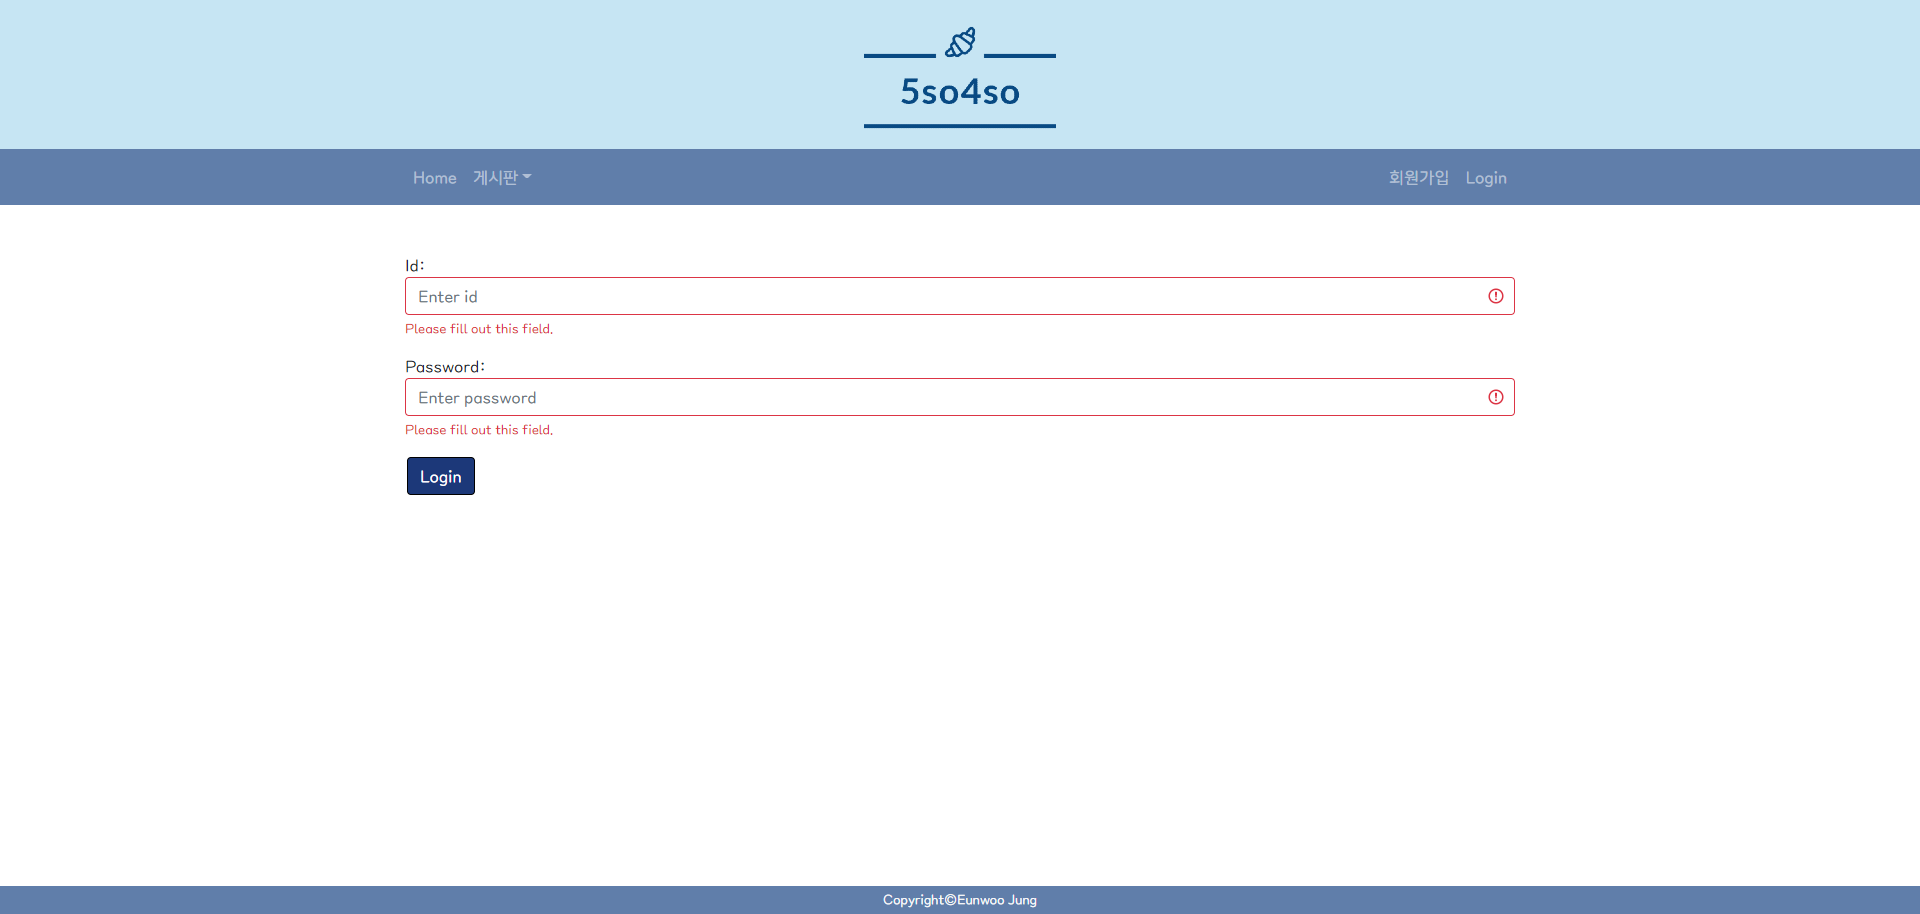 5so4so
Home 게시판 회원가입 Login
Id:
Enter id
Please fill out this field.
Password:
Enter password
Please fill out this field.
Login
Copyright©Eunwoo Jung